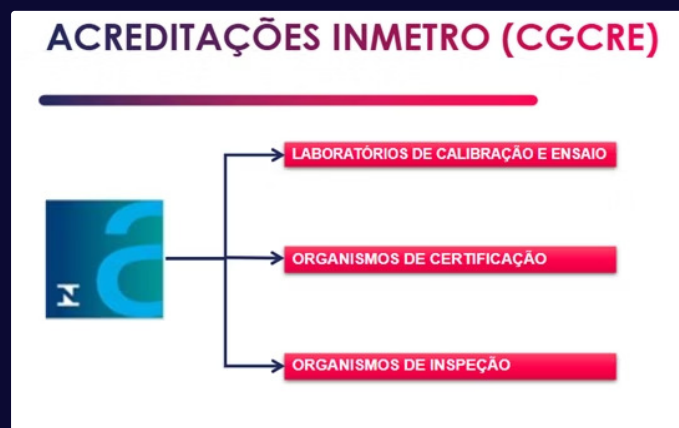 ACREDITAÇÕES INMETRO (CGCRE)
LABORATÓRIOS DE CALIBRAÇÃO E ENSAIO
ORGANISMOS DE CERTIFICAÇÃO
ORGANISMOS DE INSPEÇÃO